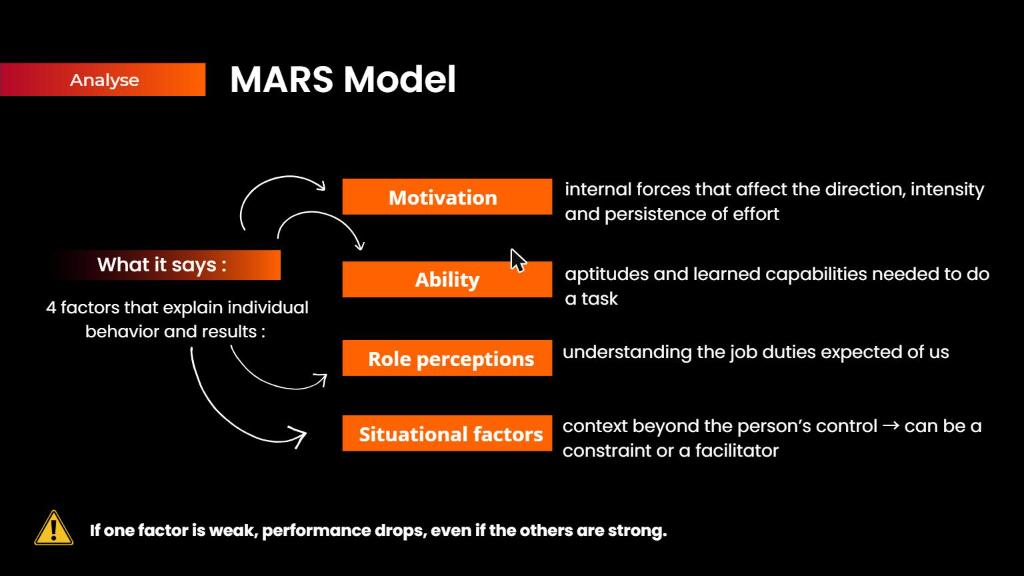 Analyse
MARS Model
Motivation
internal forces that affect the direction, intensity
and persistence of effort
What it says :
4 factors that explain individual
behavior and results :
Ability
aptitudes and learned capabilities needed to do
a task
Role perceptions
understanding the job duties expected of us
Situational factors
context beyond the person's control → can be a
constraint or a facilitator
If one factor is weak, performance drops, even if the others are strong.